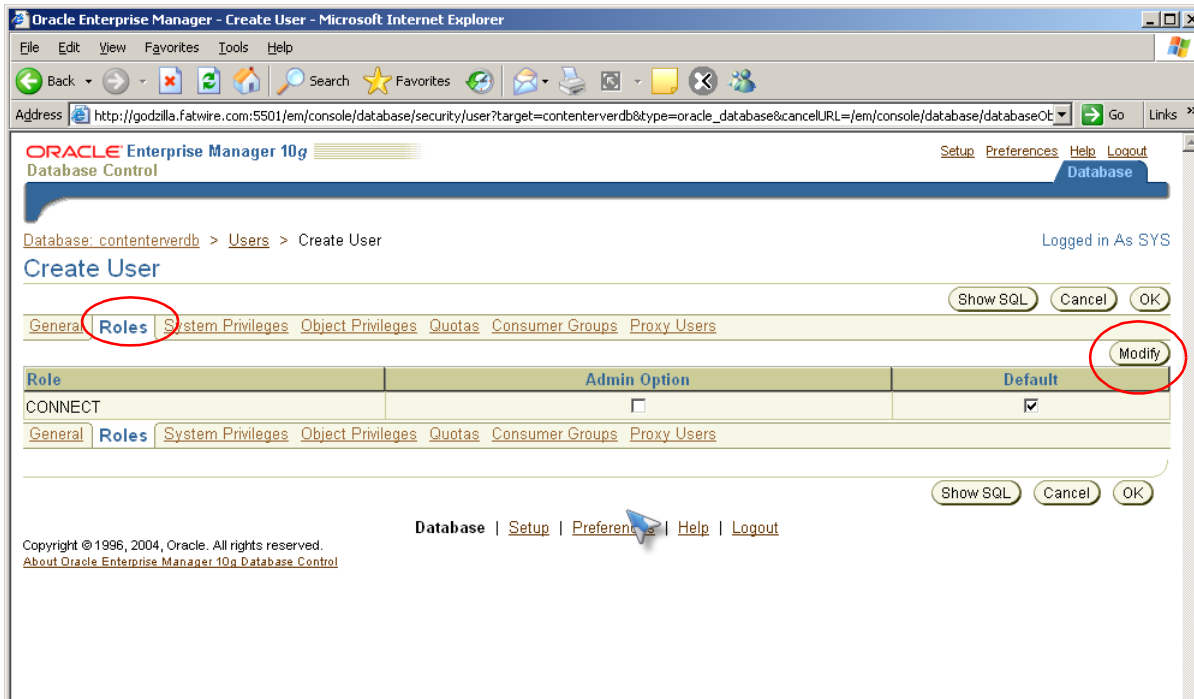 Oracle Enterprise Manager - Create User - Microsoft Internet Explorer
File Edit View Favorites Tools Help
Back Search Favorites
Address http://godzilla.fatwire.com:5501/em/console/database/security/user?target=contenterverdb&type=oracle_database&cancelURL=/em/console/database/databaseOb Go Links »
ORACLE Enterprise Manager 10g
Database Control
Setup Preferences Help Logout
Database
Database: contenterverdb > Users > Create User
Logged in As SYS
Create User
Show SQL Cancel OK
General Roles System Privileges Object Privileges Quotas Consumer Groups Proxy Users
Modify
Role Admin Option Default
CONNECT
General Roles System Privileges Object Privileges Quotas Consumer Groups Proxy Users
Show SQL Cancel OK
Database | Setup | Preferences | Help | Logout
Copyright © 1996, 2004, Oracle. All rights reserved.
About Oracle Enterprise Manager 10g Database Control